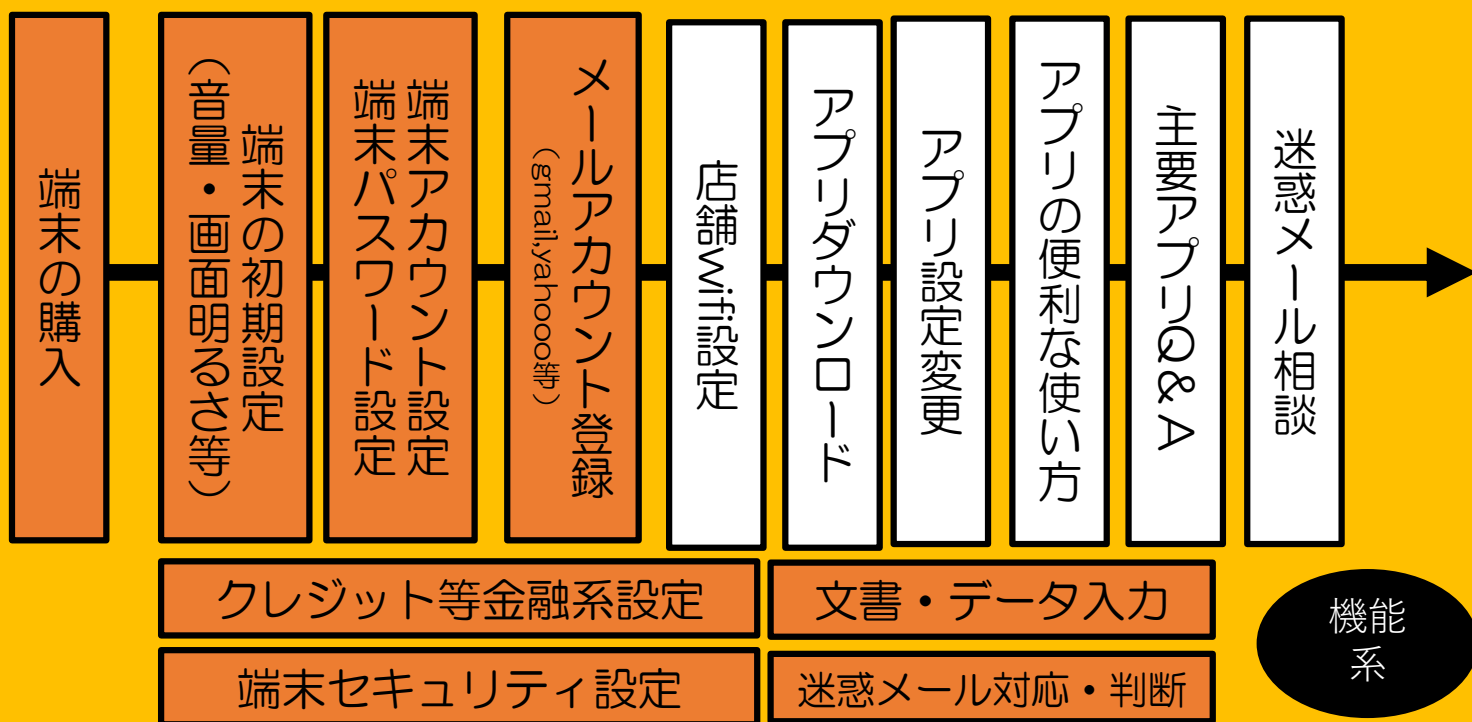 端末の購入
端末の初期設定
（音量・画面明るさ等）
端末アカウント設定
端末パスワード設定
メールアカウント登録
（gmail,yahooo等）
店舗wifi設定
アプリダウンロード
アプリ設定変更
アプリの便利な使い方
主要アプリQ&A
迷惑メール相談
クレジット等金融系設定
文書・データ入力
端末セキュリティ設定
迷惑メール対応・判断
機能
系